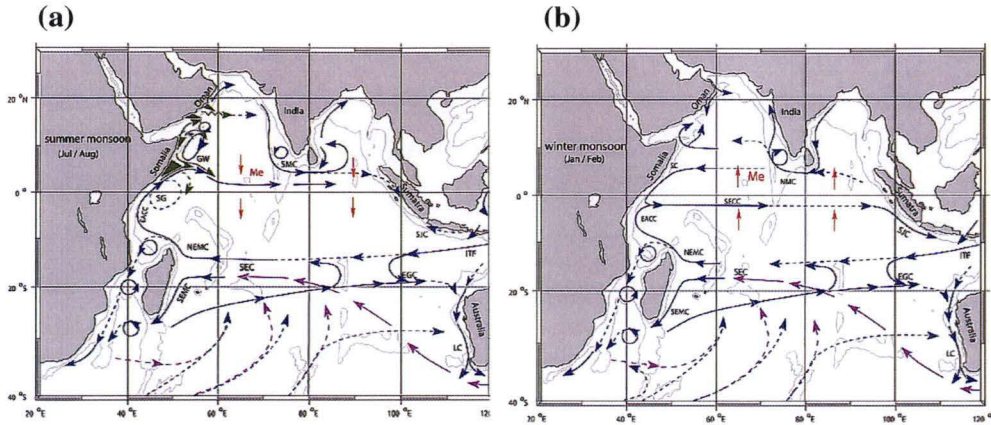 (a)
Oman
India
20 °N
summer monsoon
(Jul / Aug)
Somalia
GW
SMC
Me
0 °
SG
Sumatra
EACC
SJC
10 °S
NEMC
ITF
SEC
EGC
20 °S
SEMC
Australia
LC
40 °S
20 °E
40 °E
60 °E
80 °E
100 °E
120
(b)
Oman
India
20 °N
winter monsoon
(Jan / Feb)
Somalia
SC
NMC
Me
0 °
SECC
Sumatra
EACC
SJC
10 °S
NEMC
ITF
SEC
EGC
20 °S
SEMC
Australia
LC
40 °S
20 °E
40 °E
60 °E
80 °E
100 °E
120 °E